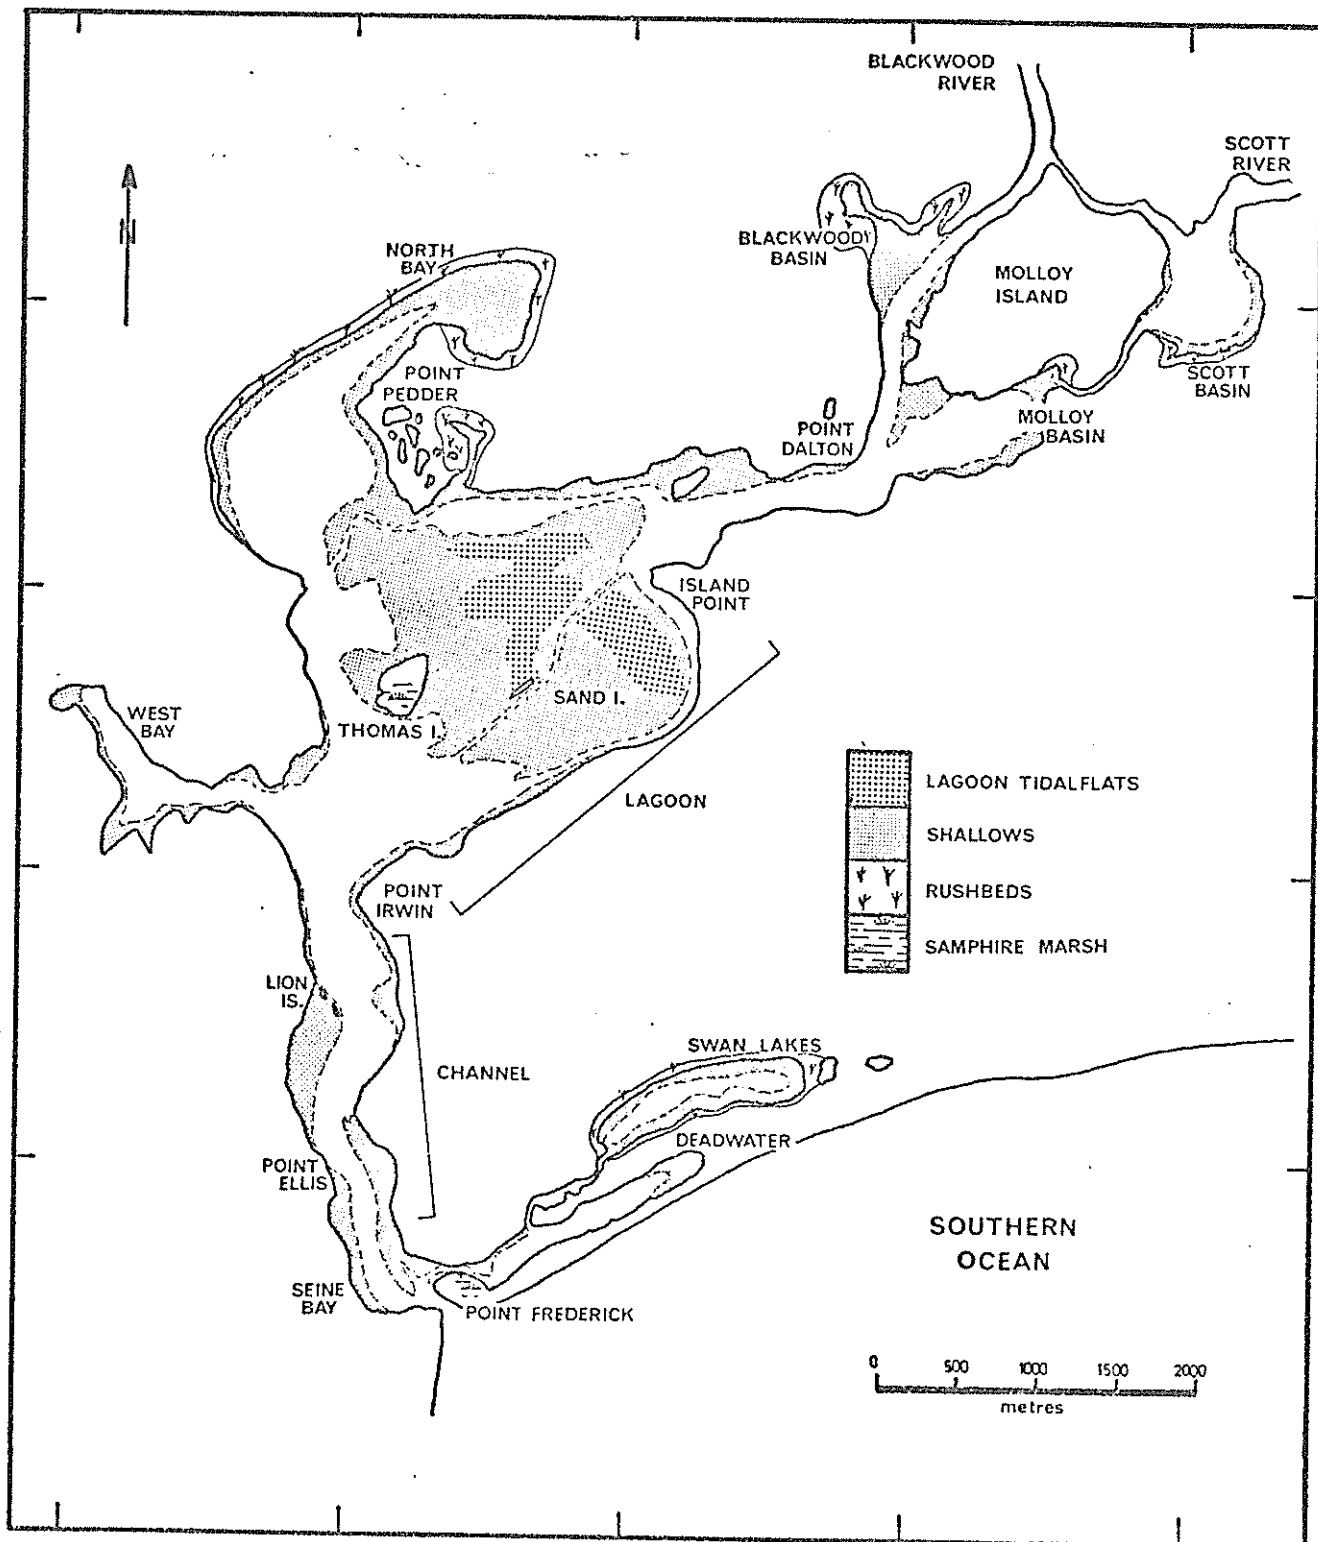 BLACKWOOD
RIVER
SCOTT
RIVER
N
NORTH
BAY
BLACKWOOD
BASIN
MOLLOY
ISLAND
POINT
PEDDER
SCOTT
BASIN
MOLLOY
BASIN
POINT
DALTON
ISLAND
POINT
SAND I.
THOMAS I.
WEST
BAY
LAGOON
LAGOON TIDALFLATS
SHALLOWS
RUSHBEDS
SAMPHIRE MARSH
POINT
IRWIN
LION
IS.
CHANNEL
SWAN LAKES
DEADWATER
POINT
ELLIS
SEINE
BAY
POINT FREDERICK
SOUTHERN
OCEAN
0 500 1000 1500 2000
metres